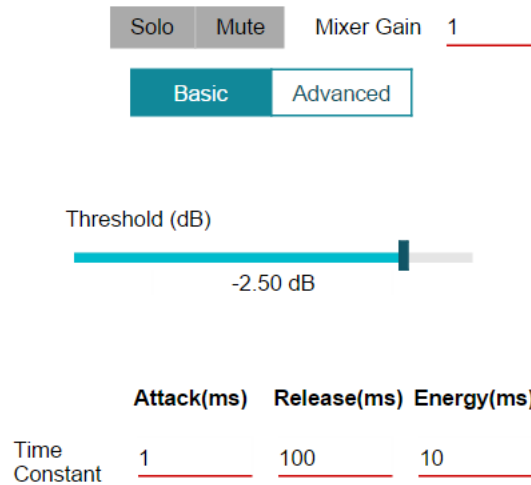 Solo Mute Mixer Gain 1
Basic Advanced
Threshold (dB)
-2.50 dB
Attack(ms) Release(ms) Energy(ms)
Time
Constant 1 100 10